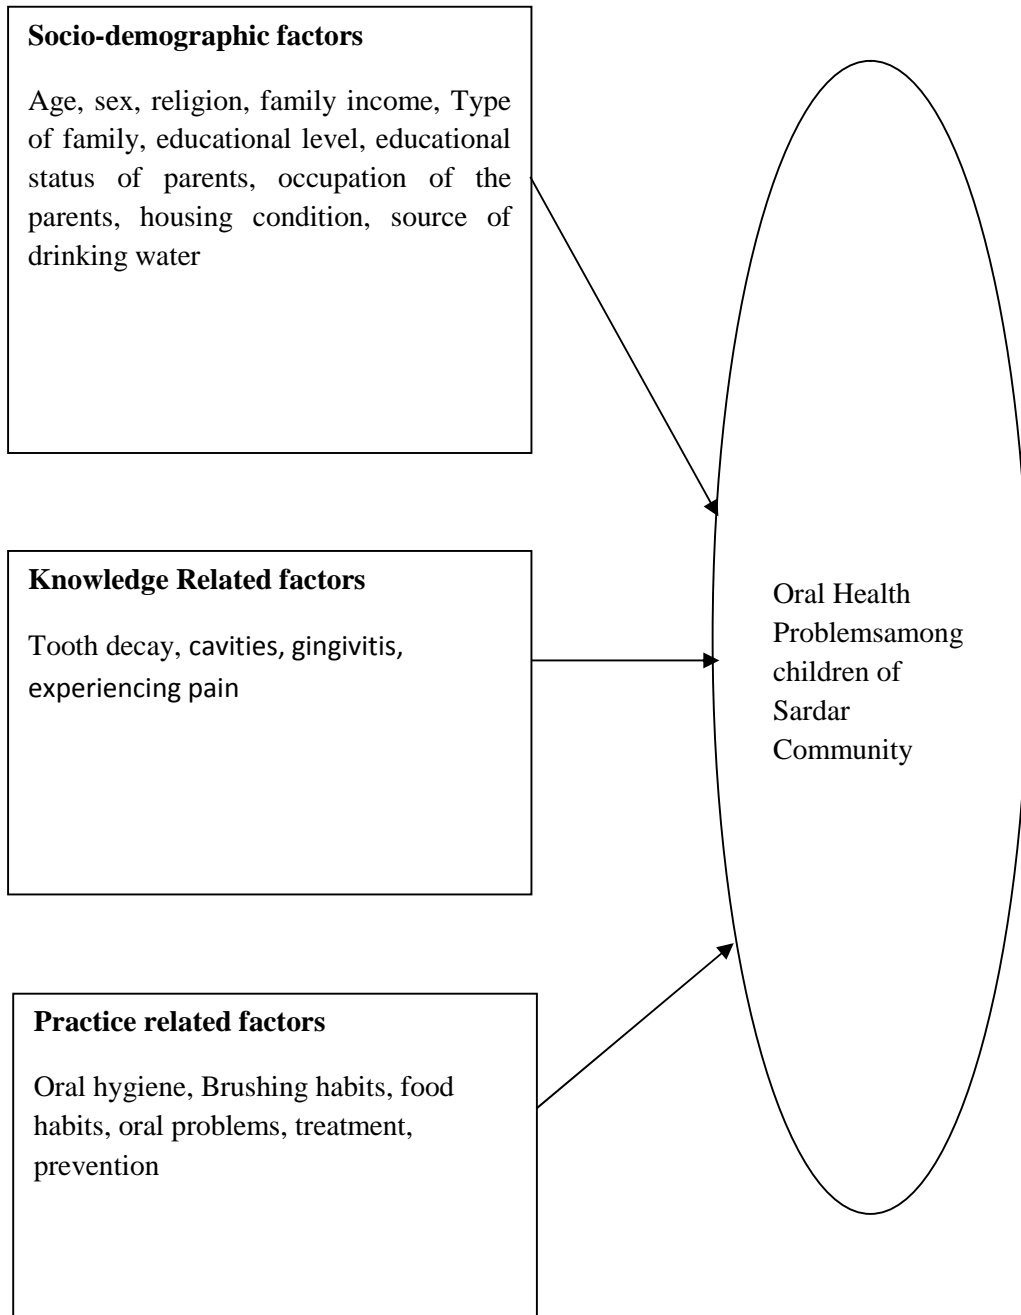 Socio-demographic factors
Age, sex, religion, family income, Type
of family, educational level, educational
status of parents, occupation of the
parents, housing condition, source of
drinking water
Knowledge Related factors
Tooth decay, cavities, gingivitis,
experiencing pain
Practice related factors
Oral hygiene, Brushing habits, food
habits, oral problems, treatment,
prevention
Oral Health
Problemsamong
children of
Sardar
Community